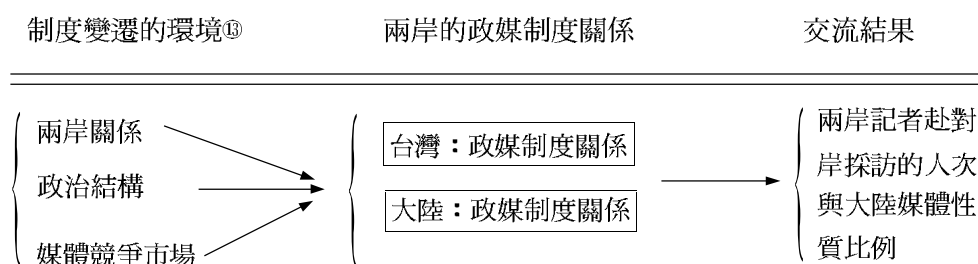 制度變遷的環境⑬
兩岸的政媒制度關係
交流結果
兩岸關係
政治結構
媒體競爭市場
台灣：政媒制度關係
大陸：政媒制度關係
兩岸記者赴對
岸採訪的人次
與大陸媒體性
質比例